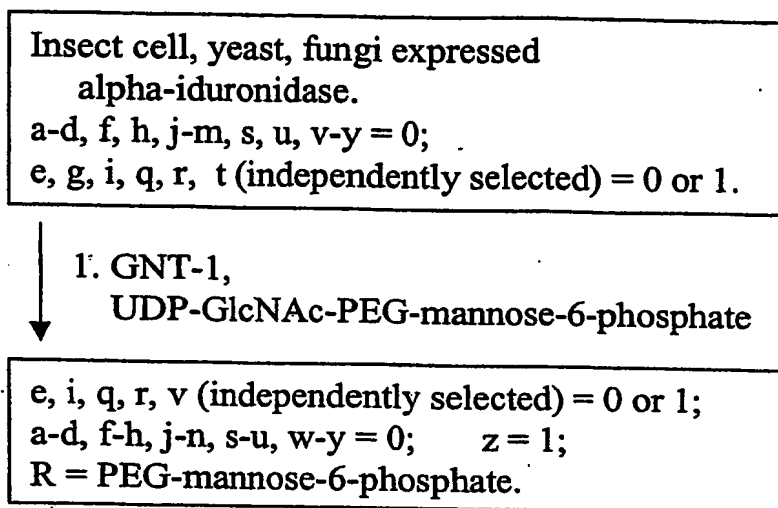 Insect cell, yeast, fungi expressed
alpha-iduronidase.
a-d, f, h, j-m, s, u, v-y = 0;
e, g, i, q, r, t (independently selected) = 0 or 1.
1. GNT-1,
UDP-GlcNAc-PEG-mannose-6-phosphate
e, i, q, r, v (independently selected) = 0 or 1;
a-d, f-h, j-n, s-u, w-y = 0; z = 1;
R = PEG-mannose-6-phosphate.